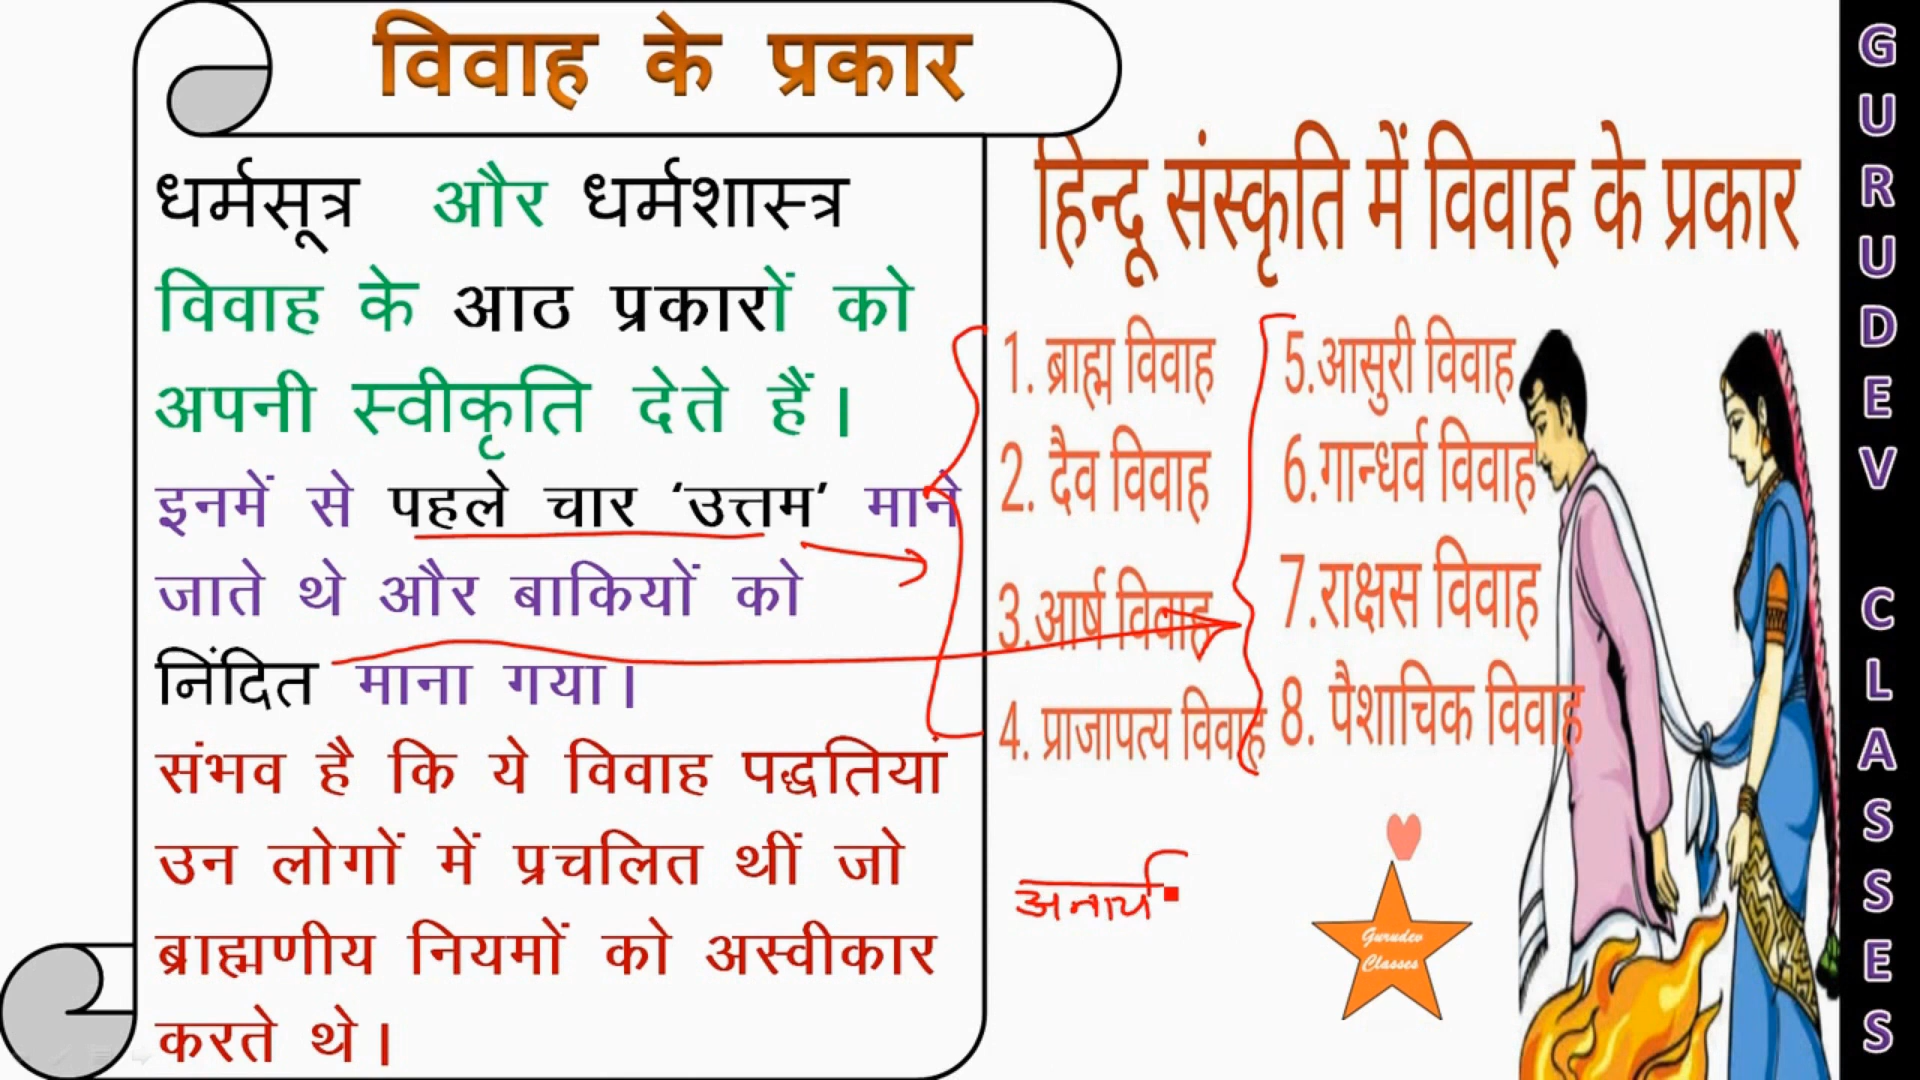 विवाह के प्रकार
धर्मसूत्र और धर्मशास्त्र
विवाह के आठ प्रकारों को
अपनी स्वीकृति देते हैं।
इनमें से पहले चार ‘उत्तम’ माने
जाते थे और बाकियों को
निंदित माना गया।
संभव है कि ये विवाह पद्धतियां
उन लोगों में प्रचलित थीं जो
ब्राह्मणीय नियमों को अस्वीकार
करते थे।
हिन्दू संस्कृति में विवाह के प्रकार
1. ब्राह्म विवाह
2. दैव विवाह
3.आर्ष विवाह
4. प्राजापत्य विवाह
5.आसुरी विवाह
6.गान्धर्व विवाह
7.राक्षस विवाह
8. पैशाचिक विवाह
अनार्य
Gurudev
Classes
GURUDEV CLASSES